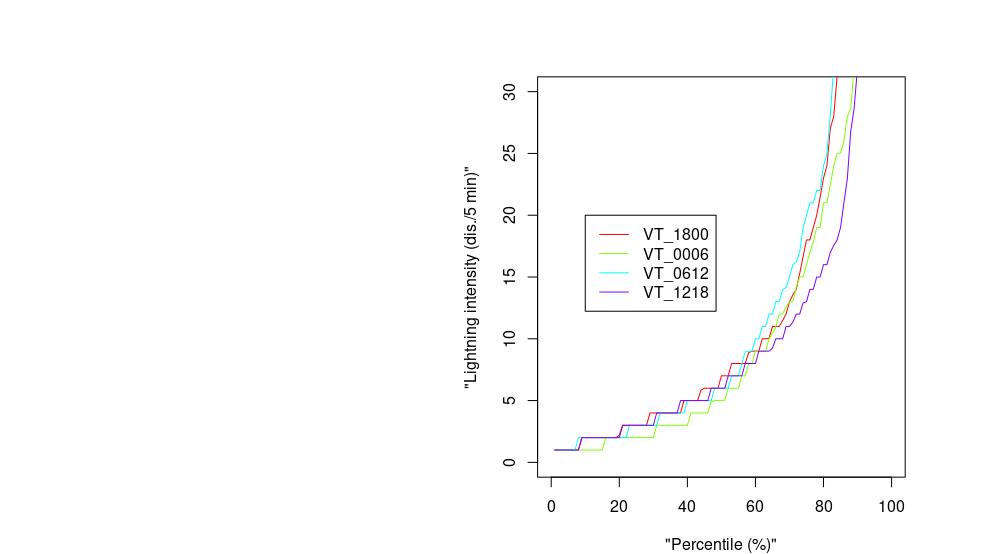 30
25
20
15
10
5
0
"Lightning intensity (dis./5 min)"
VT_1800
VT_0006
VT_0612
VT_1218
0 20 40 60 80 100
"Percentile (%)"